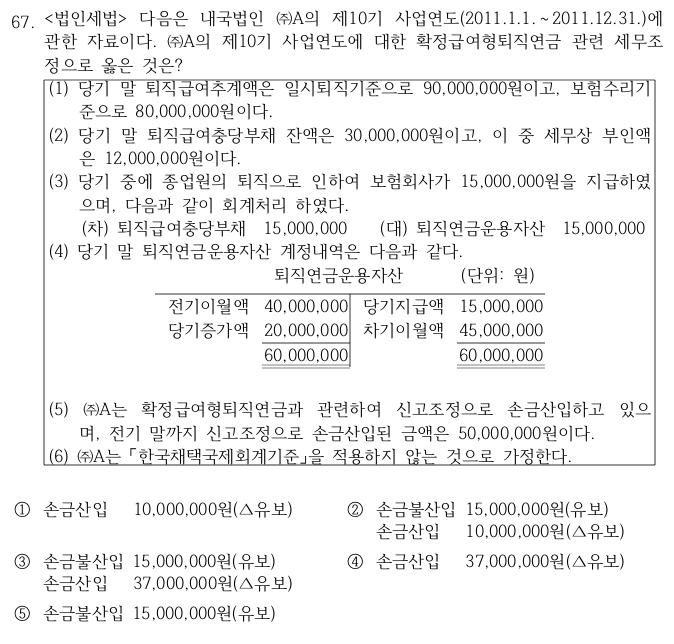 67. <법인세법> 다음은 내국법인 ㈜A의 제10기 사업연도(2011.1.1.~2011.12.31.)에
관한 자료이다. ㈜A의 제10기 사업연도에 대한 확정급여형퇴직연금 관련 세무조
정으로 옳은 것은?
(1) 당기 말 퇴직급여추계액은 일시퇴직기준으로 90,000,000원이고, 보험수리기
준으로 80,000,000원이다.
(2) 당기 말 퇴직급여충당부채 잔액은 30,000,000원이고, 이 중 세무상 부인액
은 12,000,000원이다.
(3) 당기 중에 종업원의 퇴직으로 인하여 보험회사가 15,000,000원을 지급하였
으며, 다음과 같이 회계처리 하였다.
(차) 퇴직급여충당부채 15,000,000 (대) 퇴직연금운용자산 15,000,000
(4) 당기 말 퇴직연금운용자산 계정내역은 다음과 같다.
퇴직연금운용자산 (단위: 원)
전기이월액 40,000,000 당기지급액 15,000,000
당기증가액 20,000,000 차기이월액 45,000,000
60,000,000 60,000,000
(5) ㈜A는 확정급여형퇴직연금과 관련하여 신고조정으로 손금산입하고 있으
며, 전기 말까지 신고조정으로 손금산입된 금액은 50,000,000원이다.
(6) ㈜A는 「한국채택국제회계기준」을 적용하지 않는 것으로 가정한다.
① 손금산입 10,000,000원(△유보) ② 손금불산입 15,000,000원(유보)
손금산입 10,000,000원(△유보)
③ 손금불산입 15,000,000원(유보) ④ 손금산입 37,000,000원(△유보)
손금산입 37,000,000원(△유보)
⑤ 손금불산입 15,000,000원(유보)